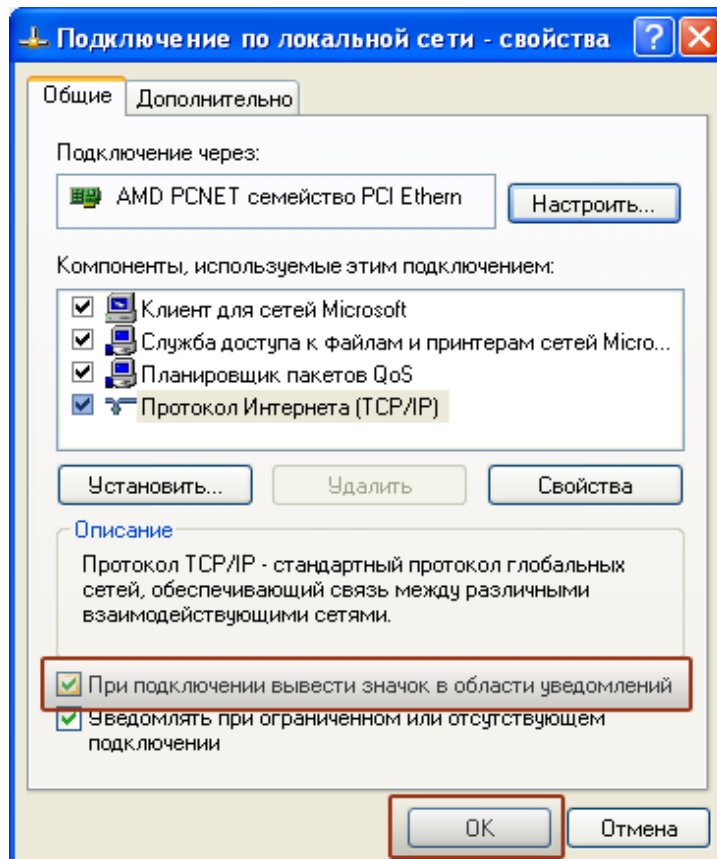 Подключение по локальной сети - свойства
Общие
Дополнительно
Подключение через:
AMD PCNET семейство PCI Ethern
Настроить...
Компоненты, используемые этим подключением:
Клиент для сетей Microsoft
Служба доступа к файлам и принтерам сетей Micro...
Планировщик пакетов QoS
Протокол Интернета (TCP/IP)
Установить...
Удалить
Свойства
Описание
Протокол TCP/IP - стандартный протокол глобальных
сетей, обеспечивающий связь между различными
взаимодействующими сетями.
При подключении вывести значок в области уведомлений
Уведомлять при ограниченном или отсутствующем
подключении
OK
Отмена